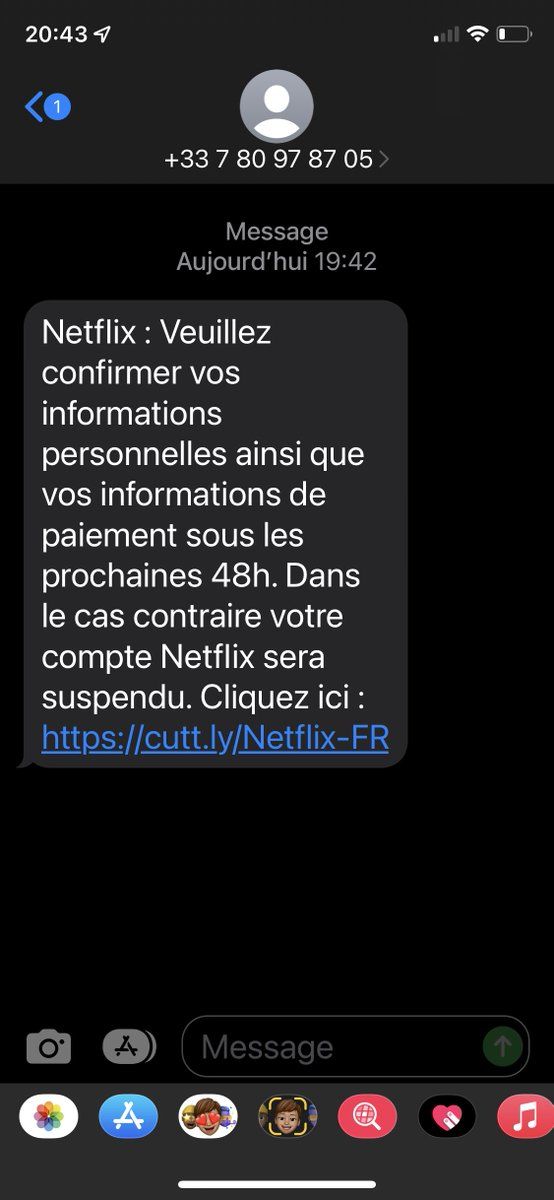 20:43
1
+33 7 80 97 87 05
Message
Aujourd'hui 19:42
Netflix : Veuillez
confirmer vos
informations
personnelles ainsi que
vos informations de
paiement sous les
prochaines 48h. Dans
le cas contraire votre
compte Netflix sera
suspendu. Cliquez ici :
https://cutt.ly/Netflix-FR
Message